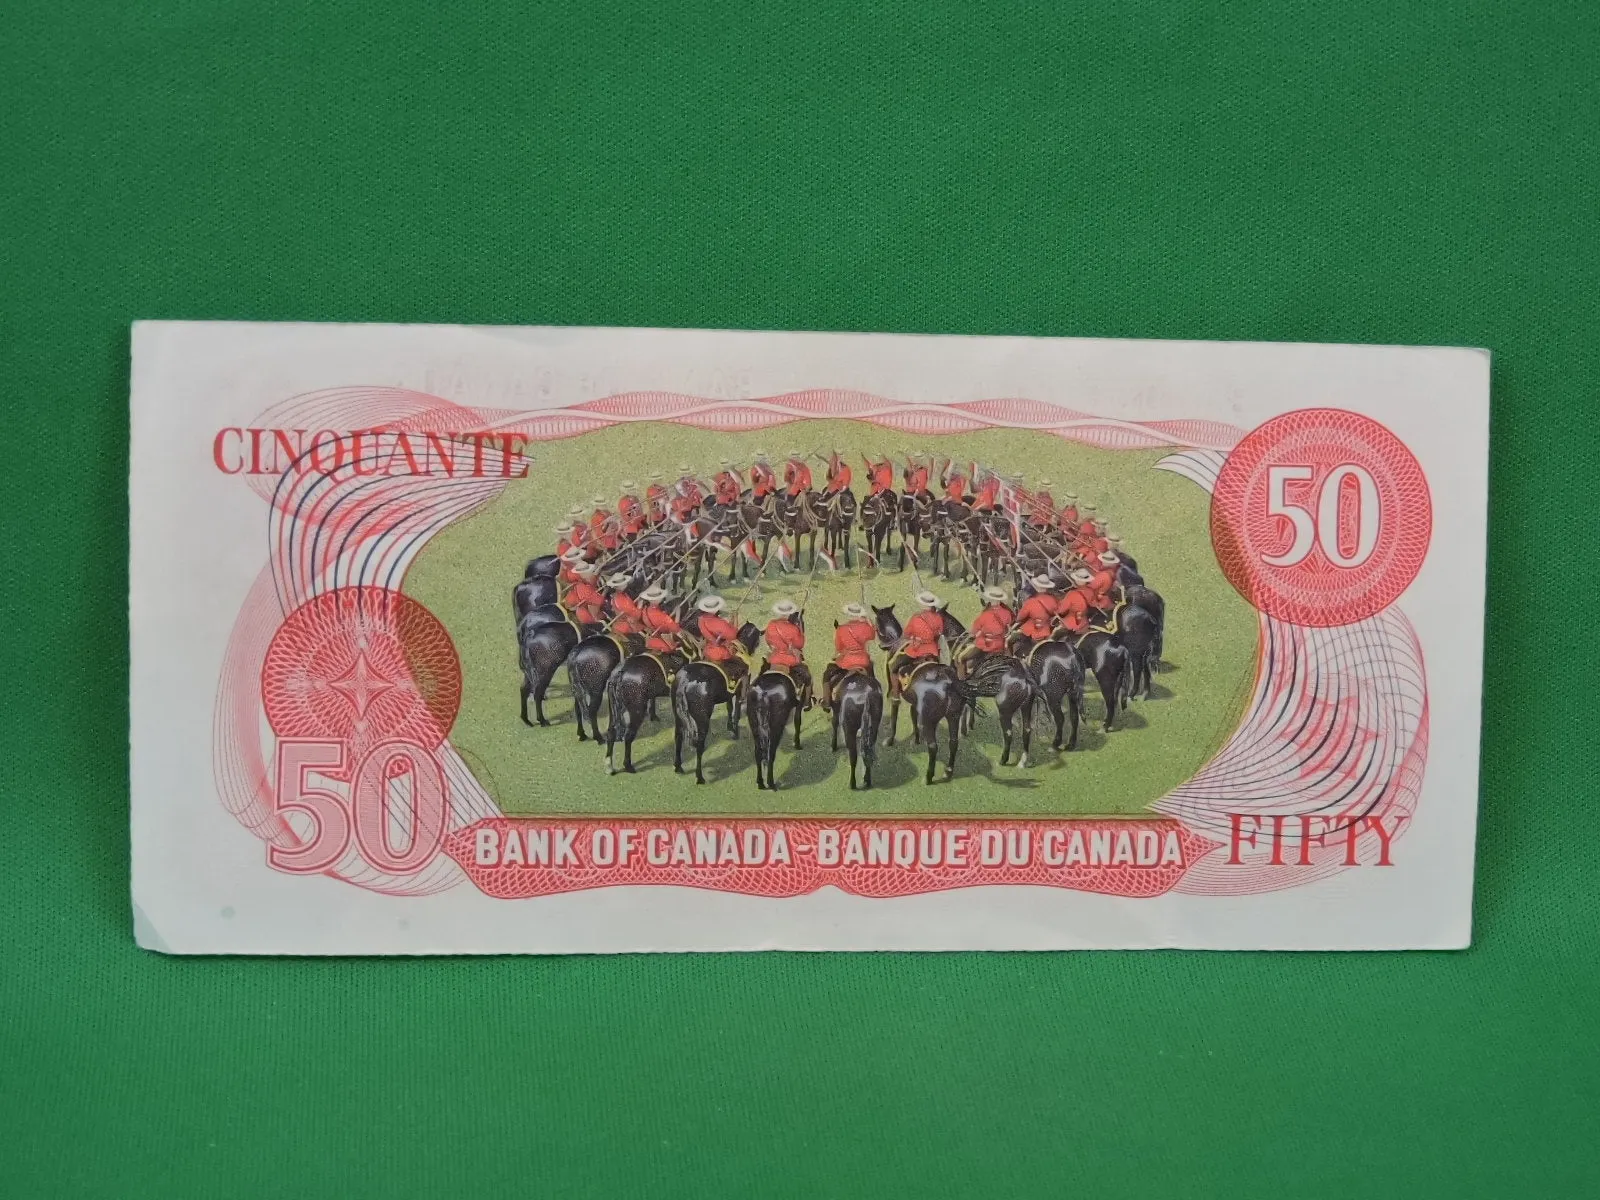 CINQUANTE
50
50
BANK OF CANADA - BANQUE DU CANADA
FIFTY